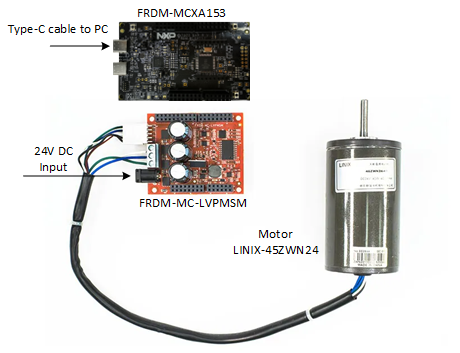 FRDM-MCXA153
Type-C cable to PC
NXP
24V DC
Input
FRDM-MC-LVPMSM
LINIX
Motor
LINIX-45ZWN24